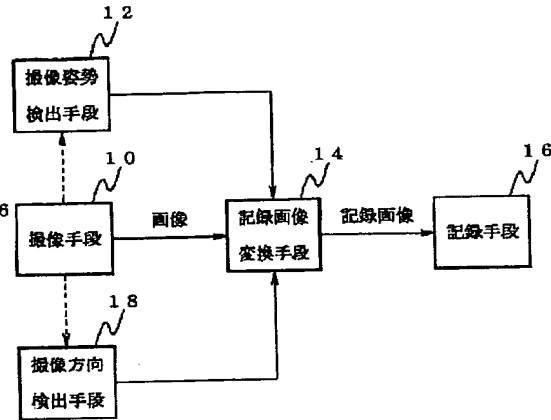 12
撮像姿勢
検出手段
10
撮像手段
画像
14
記録画像
変換手段
記録画像
16
記録手段
6
18
撮像方向
検出手段